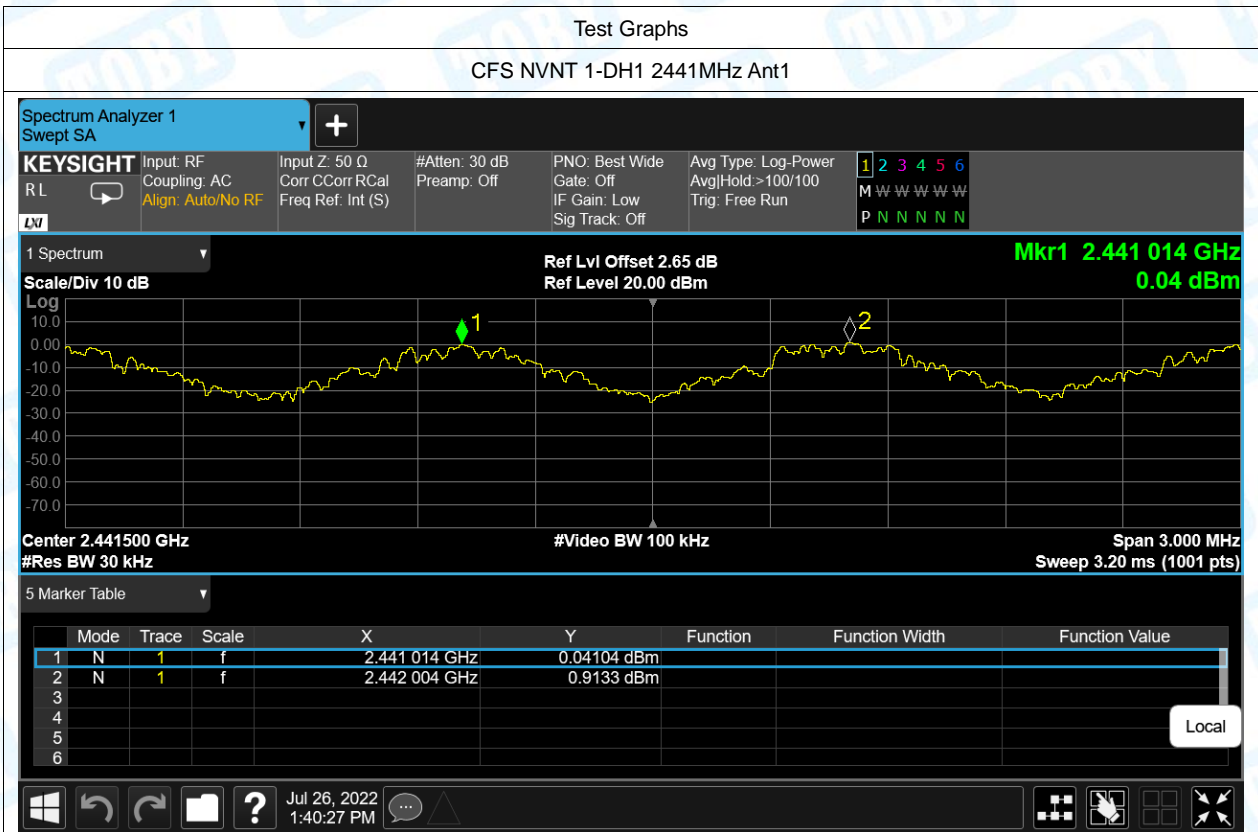 Test Graphs
CFS NVNT 1-DH1 2441MHz Ant1
Spectrum Analyzer 1
Swept SA
KEYSIGHT
R L
LXI
Input: RF
Coupling: AC
Align: Auto/No RF
Input Z: 50 Ω
Corr CCorr RCal
Freq Ref: Int (S)
#Atten: 30 dB
Preamp: Off
PNO: Best Wide
Gate: Off
IF Gain: Low
Sig Track: Off
Avg Type: Log-Power
Avg|Hold:>100/100
Trig: Free Run
1 2 3 4 5 6
M W W W W W
P N N N N N
1 Spectrum
Scale/Div 10 dB
Ref Lvl Offset 2.65 dB
Ref Level 20.00 dBm
Mkr1 2.441 014 GHz
0.04 dBm
Log
10.0
0.00
-10.0
-20.0
-30.0
-40.0
-50.0
-60.0
-70.0
1
2
Center 2.441500 GHz
#Res BW 30 kHz
#Video BW 100 kHz
Span 3.000 MHz
Sweep 3.20 ms (1001 pts)
5 Marker Table
Mode Trace Scale X Y Function Function Width Function Value
1 N 1 f 2.441 014 GHz 0.04104 dBm
2 N 1 f 2.442 004 GHz 0.9133 dBm
3
4
5
6
Local
?
Jul 26, 2022
1:40:27 PM
TOBY